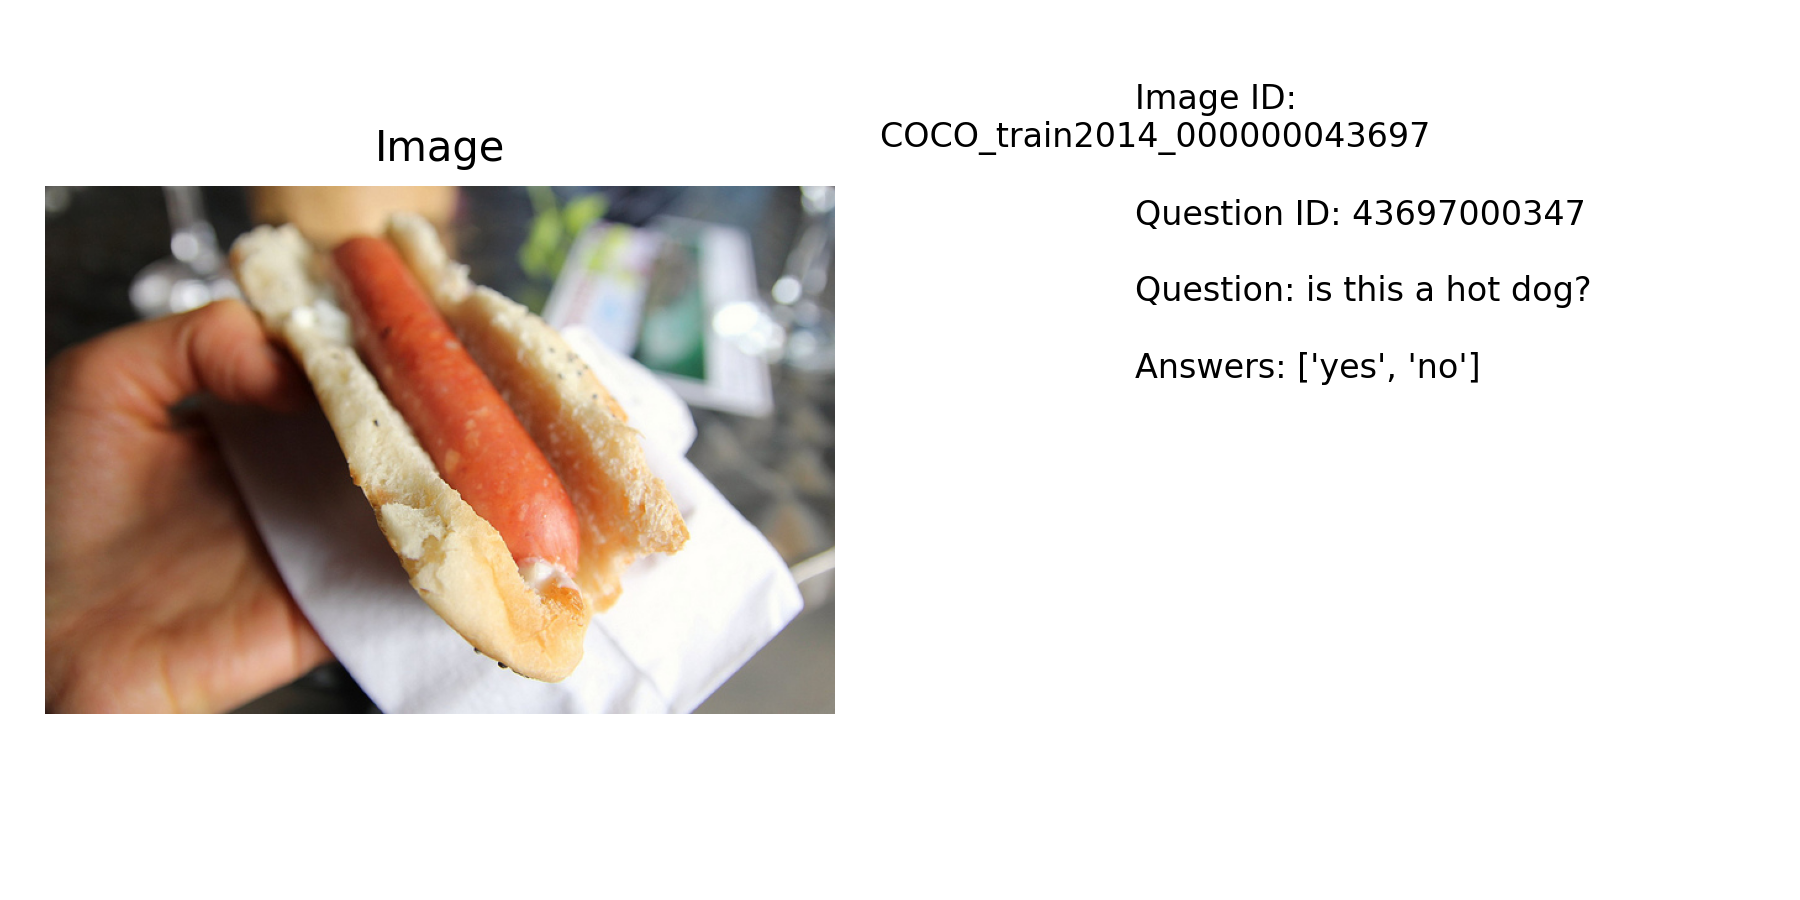 Image
Image ID:
COCO_train2014_000000043697
Question ID: 43697000347
Question: is this a hot dog?
Answers: ['yes', 'no']